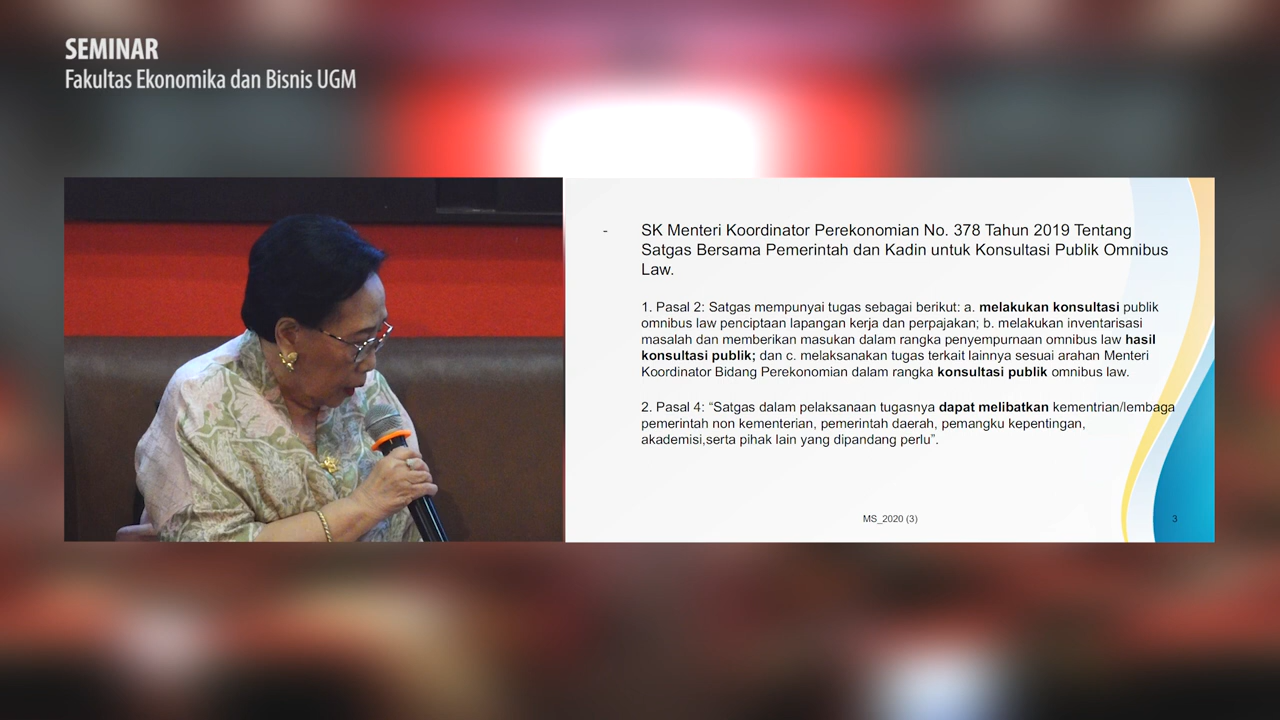 SEMINAR
Fakultas Ekonomika dan Bisnis UGM
- SK Menteri Koordinator Perekonomian No. 378 Tahun 2019 Tentang
Satgas Bersama Pemerintah dan Kadin untuk Konsultasi Publik Omnibus
Law.
1. Pasal 2: Satgas mempunyai tugas sebagai berikut: a. melakukan konsultasi publik
omnibus law penciptaan lapangan kerja dan perpajakan; b. melakukan inventarisasi
masalah dan memberikan masukan dalam rangka penyempurnaan omnibus law hasil
konsultasi publik; dan c. melaksanakan tugas terkait lainnya sesuai arahan Menteri
Koordinator Bidang Perekonomian dalam rangka konsultasi publik omnibus law.
2. Pasal 4: “Satgas dalam pelaksanaan tugasnya dapat melibatkan kementrian/lembaga
pemerintah non kementerian, pemerintah daerah, pemangku kepentingan,
akademisi,serta pihak lain yang dipandang perlu”.
MS_2020 (3)
3